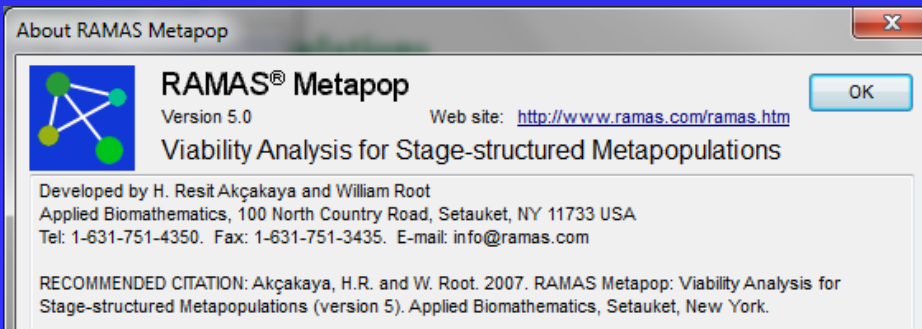 About RAMAS Metapop
RAMAS® Metapop
OK
Version 5.0 Web site: http://www.ramas.com/ramas.htm
Viability Analysis for Stage-structured Metapopulations
Developed by H. Resit Akçakaya and William Root
Applied Biomathematics, 100 North Country Road, Setauket, NY 11733 USA
Tel: 1-631-751-4350. Fax: 1-631-751-3435. E-mail: info@ramas.com
RECOMMENDED CITATION: Akçakaya, H.R. and W. Root. 2007. RAMAS Metapop: Viability Analysis for
Stage-structured Metapopulations (version 5). Applied Biomathematics, Setauket, New York.